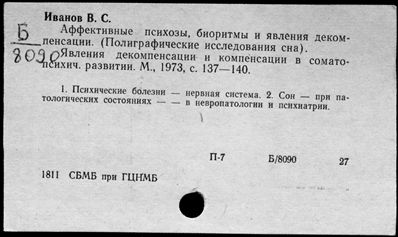 Иванов В. С.
Б
8090
Аффективные психозы, биоритмы и явления декомпенсации. (Полиграфические исследования сна).
Явления декомпенсации и компенсации в сомато-
психич. развитии. М., 1973, с. 137—140.
1. Психические болезни — нервная система. 2. Сон — при па-
тологических состояниях — — в невропатологии и психиатрии.
П-7 Б/8090 27
1811 СБМБ при ГЦНМБ